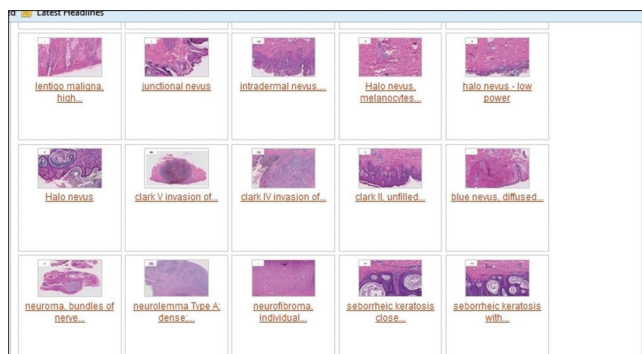 d Latest Headlines
lentigo maligna,
high...
junctional nevus
intradermal nevus,...
Halo nevus,
melanocytes...
halo nevus - low
power
Halo nevus
clark V invasion of...
clark IV invasion of...
clark II, unfilled...
blue nevus, diffused...
neuroma, bundles of
nerve...
neurolemma Type A:
dense:...
neurofibroma,
individual...
seborrheic keratosis
close...
seborrheic keratosis
with...